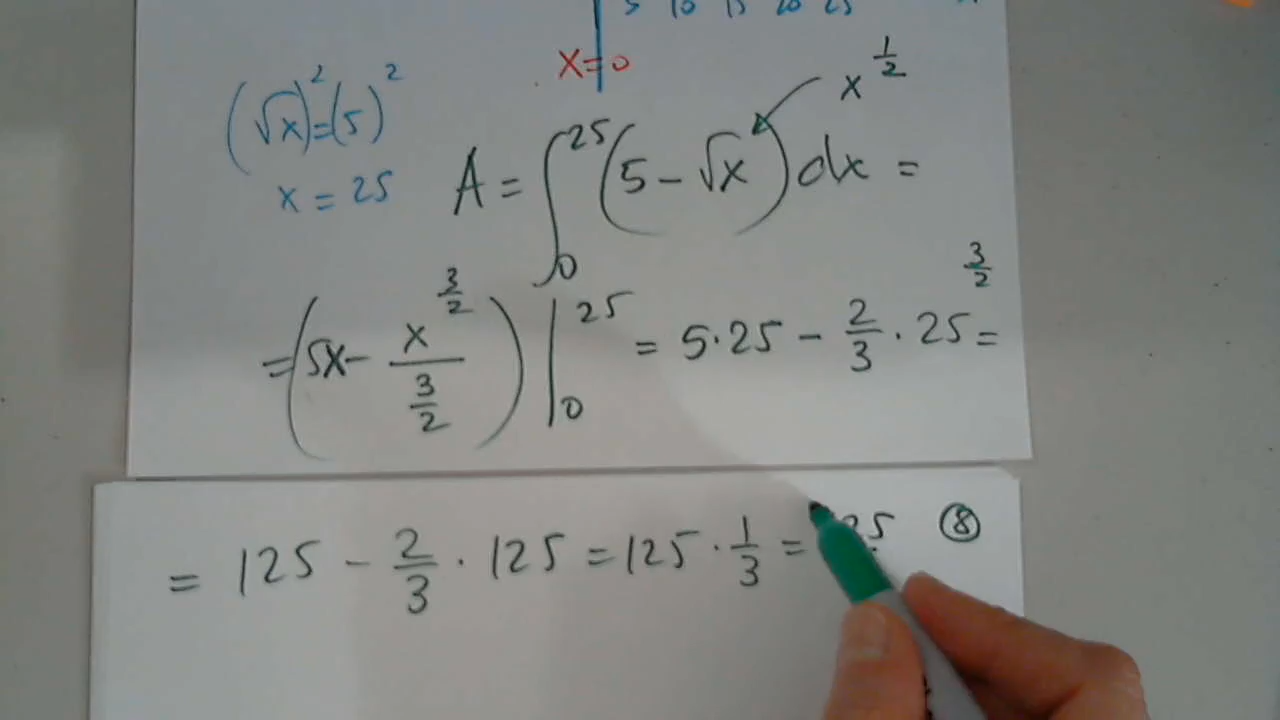 5 10 15 20 25
x=0
(√x)²=(5)²
x = 25
x^(1/2)
A = ∫₀²⁵ (5 - √x) dx =
= (5x - x^(3/2) / (3/2)) |₀²⁵ = 5·25 - 2/3 · 25^(3/2) =
= 125 - 2/3 · 125 = 125 · 1/3 =
8